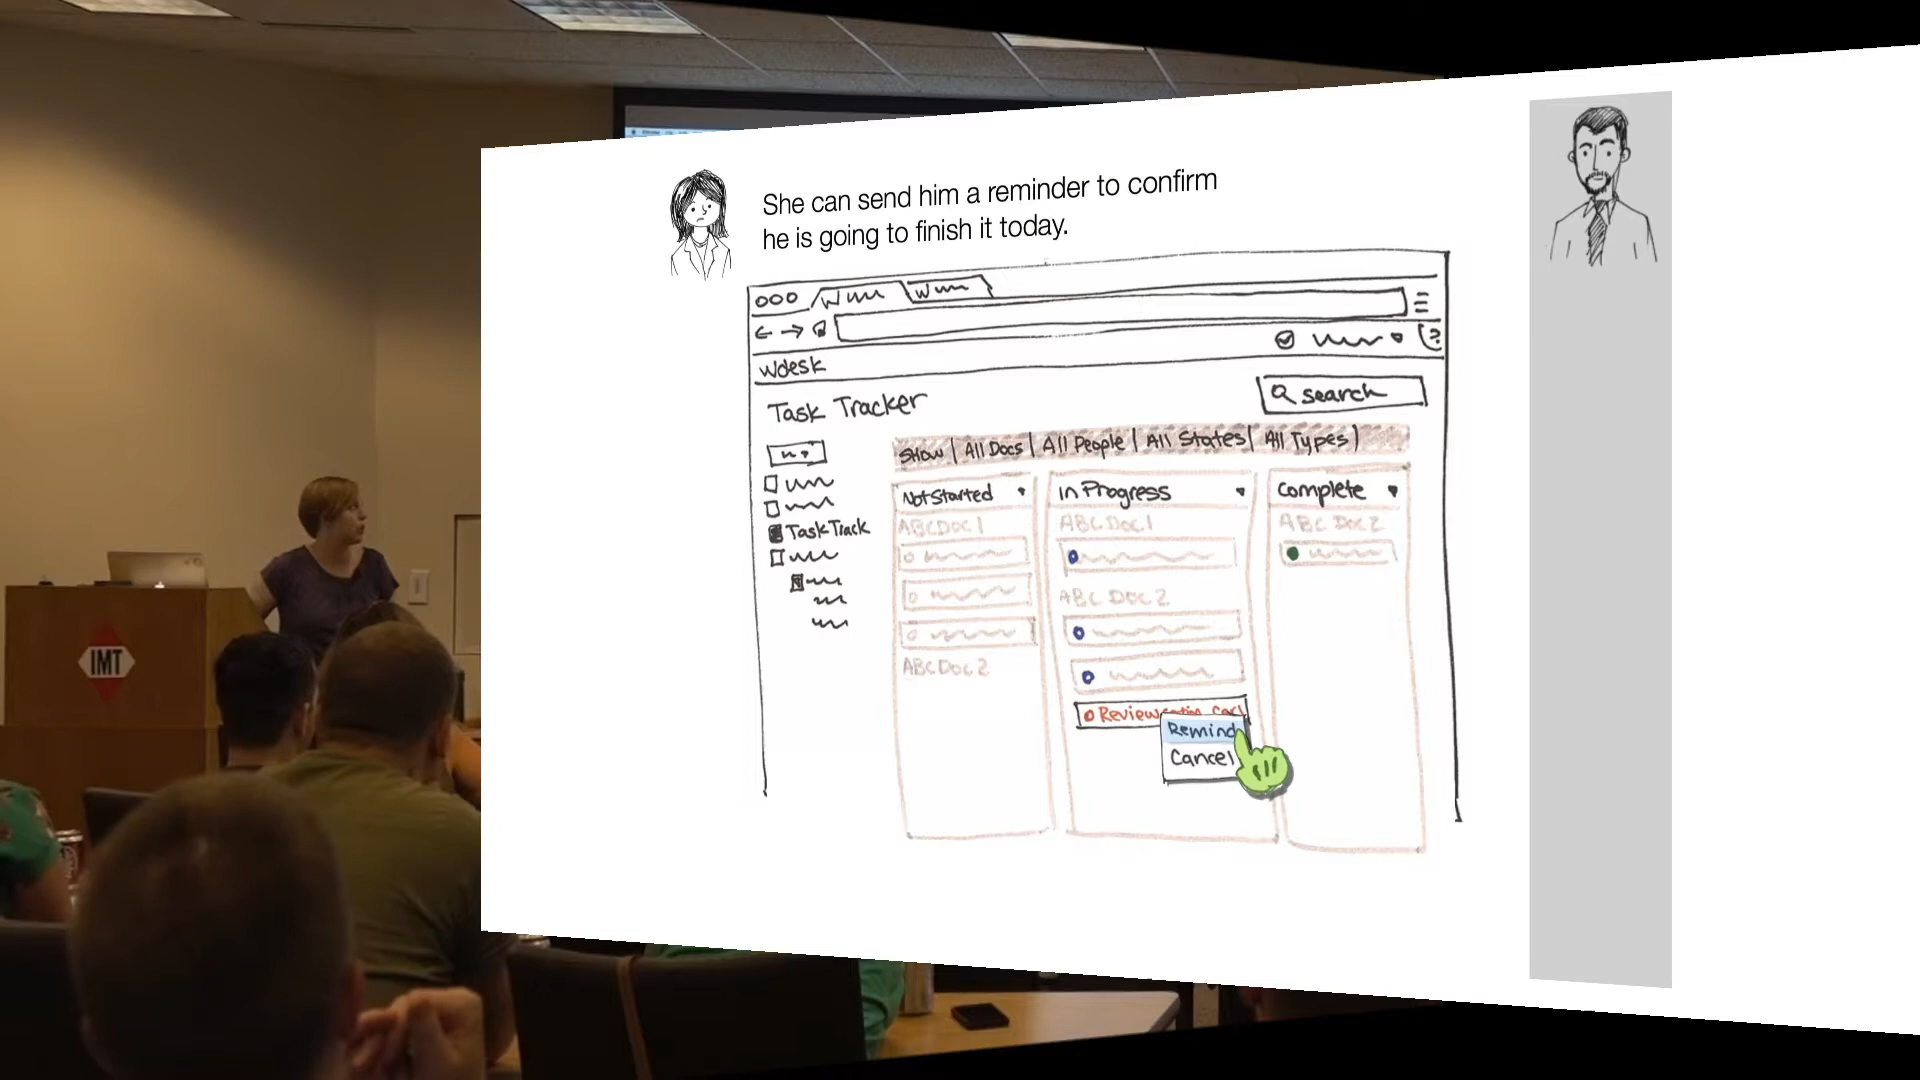 She can send him a reminder to confirm
he is going to finish it today.
Wdesk
Task Tracker
search
Show | All Docs | All People | All States | All Types |
Not Started
In Progress
Complete
ABC Doc 1
ABC Doc 1
ABC Doc 2
TaskTrack
ABC Doc 2
ABC Doc 2
Review
Remind
Cancel
IMT